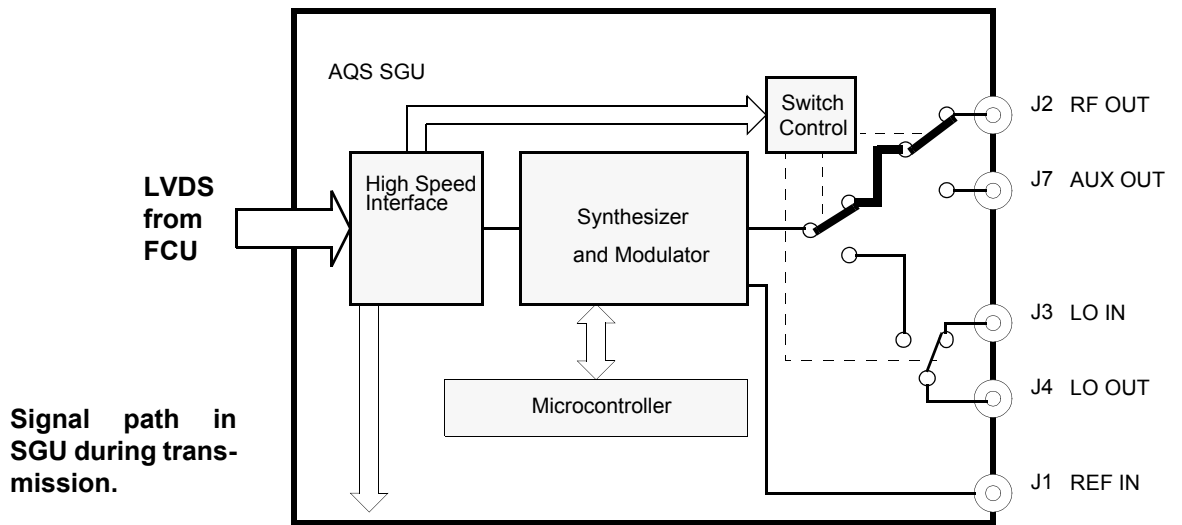 AQS SGU
Switch
Control
J2 RF OUT
LVDS
from
FCU
High Speed
Interface
Synthesizer
and Modulator
J7 AUX OUT
J3 LO IN
J4 LO OUT
Microcontroller
Signal path in
SGU during trans-
mission.
J1 REF IN